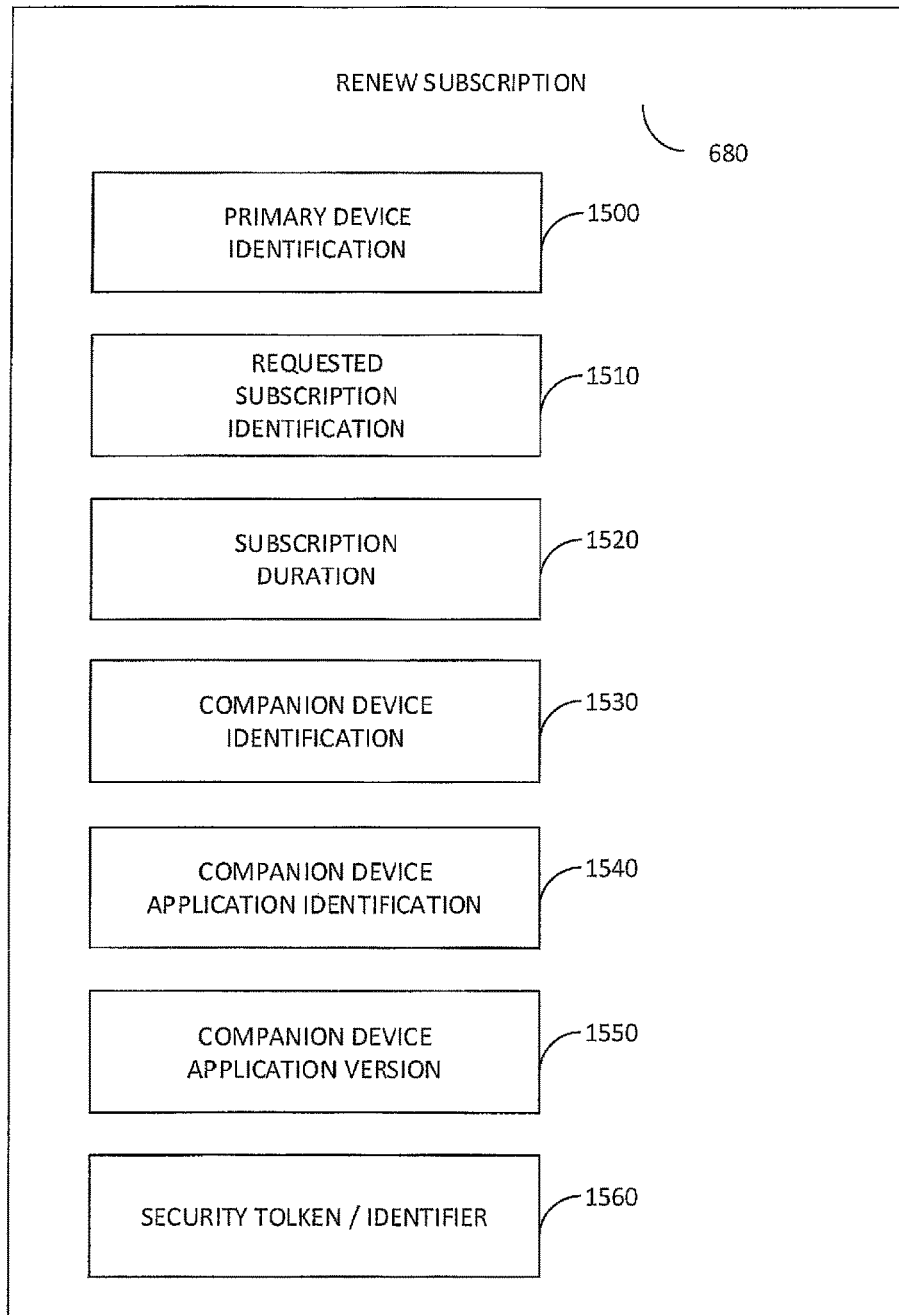 RENEW SUBSCRIPTION
680
PRIMARY DEVICE
IDENTIFICATION
1500
REQUESTED
SUBSCRIPTION
IDENTIFICATION
1510
SUBSCRIPTION
DURATION
1520
COMPANION DEVICE
IDENTIFICATION
1530
COMPANION DEVICE
APPLICATION IDENTIFICATION
1540
COMPANION DEVICE
APPLICATION VERSION
1550
SECURITY TOLKEN / IDENTIFIER
1560